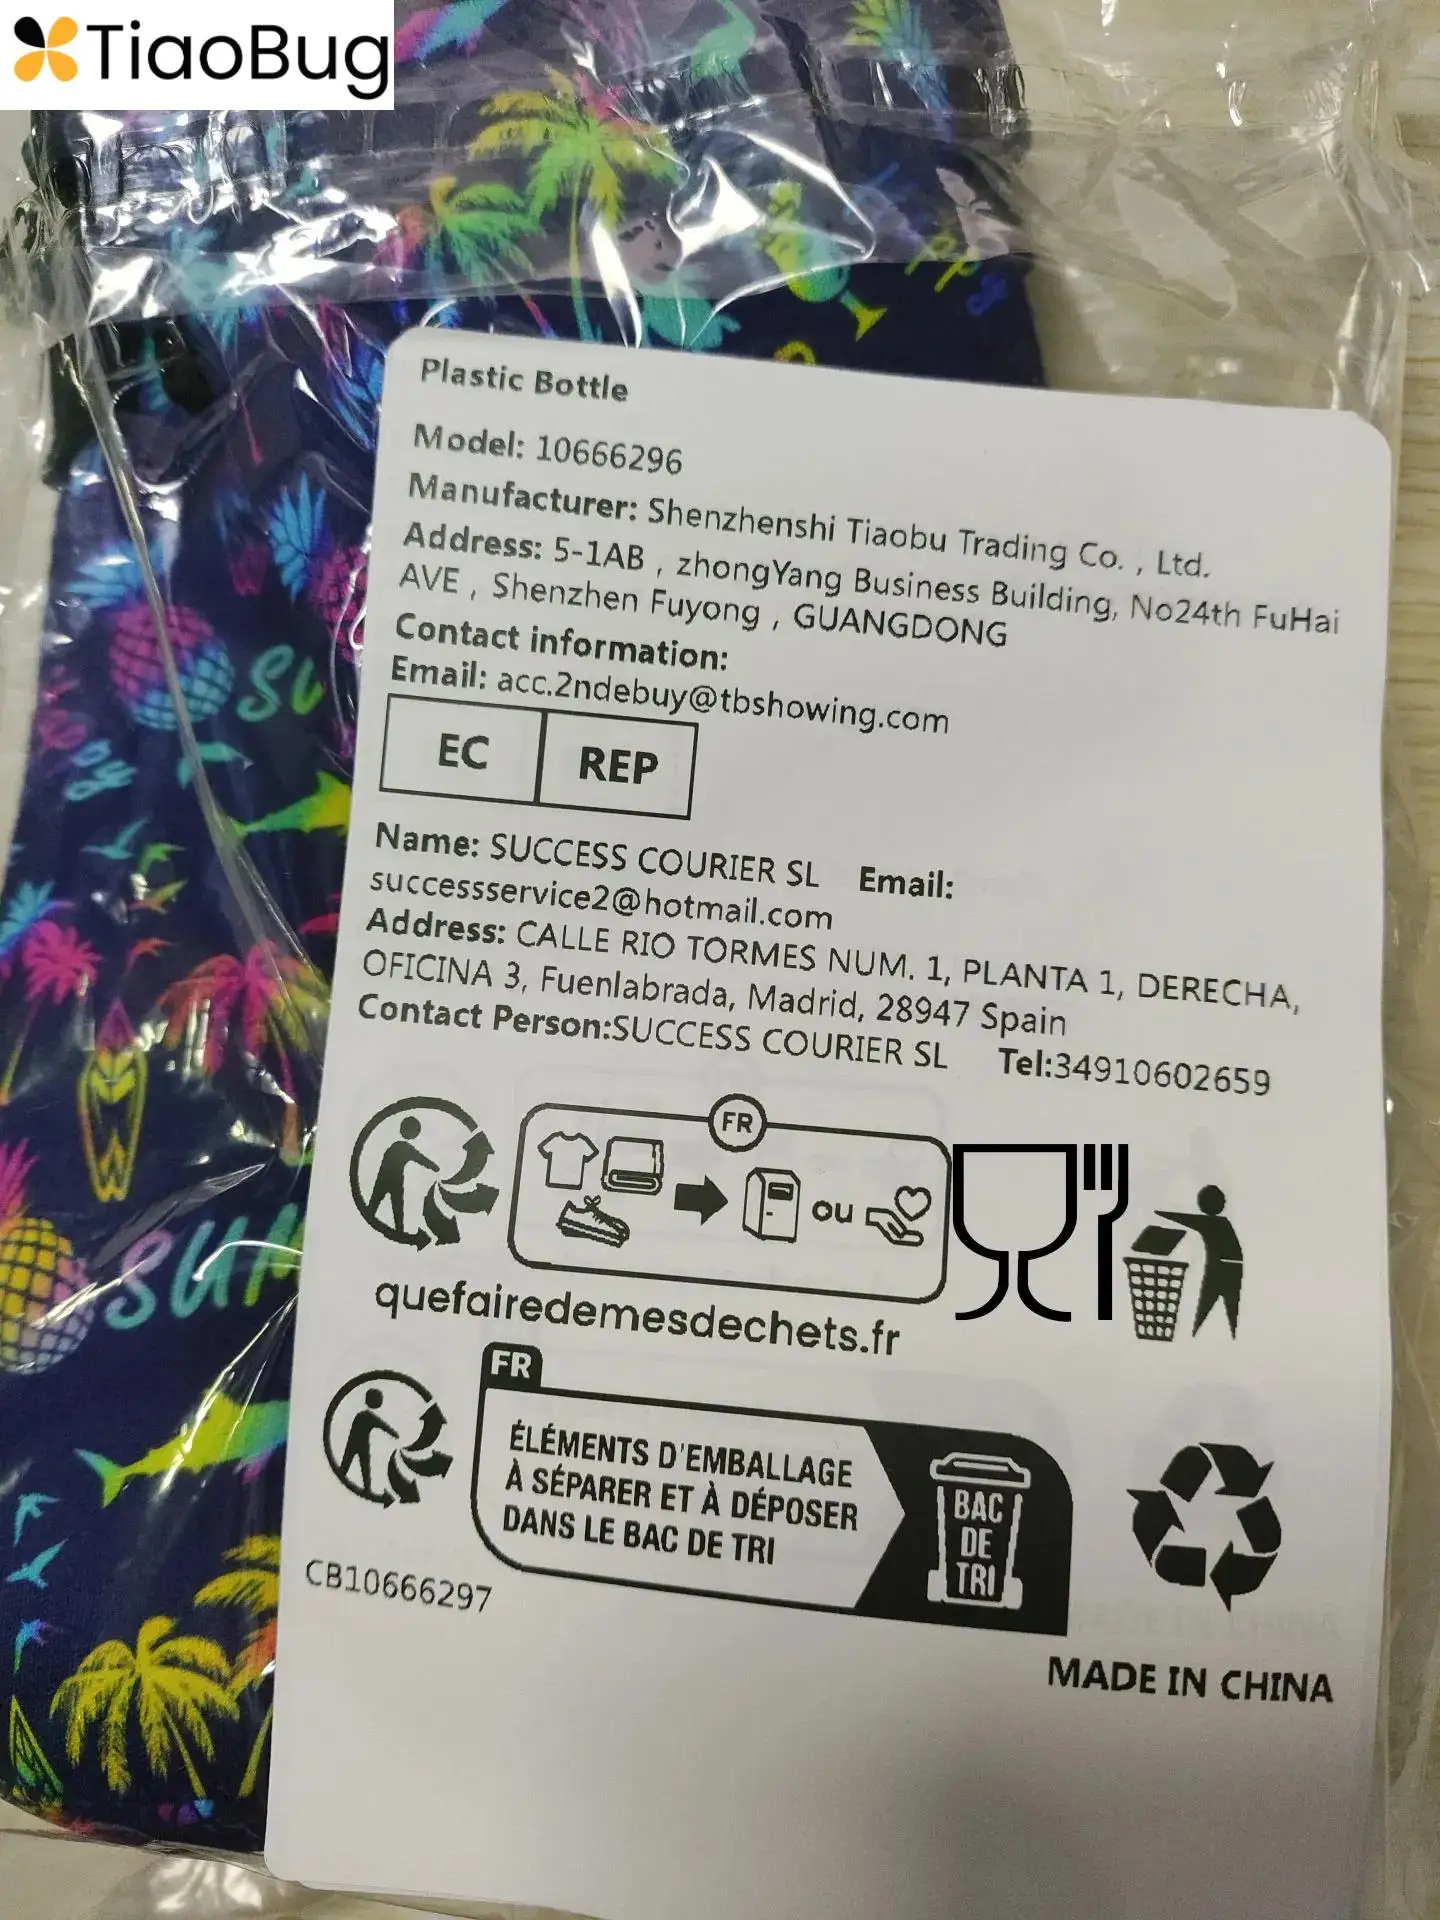 TiaoBug
Plastic Bottle
Model: 10666296
Manufacturer: Shenzhenshi Tiaobu Trading Co. , Ltd.
Address: 5-1AB , zhongYang Business Building, No24th FuHai
AVE , Shenzhen Fuyong , GUANGDONG
Contact information:
Email: acc.2ndebuy@tbshowing.com
EC REP
Name: SUCCESS COURIER SL Email:
successservice2@hotmail.com
Address: CALLE RIO TORMES NUM. 1, PLANTA 1, DERECHA,
OFICINA 3, Fuenlabrada, Madrid, 28947 Spain
Contact Person:SUCCESS COURIER SL Tel:34910602659
FR
ou
quefairedemesdechets.fr
FR
ÉLÉMENTS D'EMBALLAGE
À SÉPARER ET À DÉPOSER
DANS LE BAC DE TRI
BAC
DE
TRI
CB10666297
MADE IN CHINA
SU
SUM